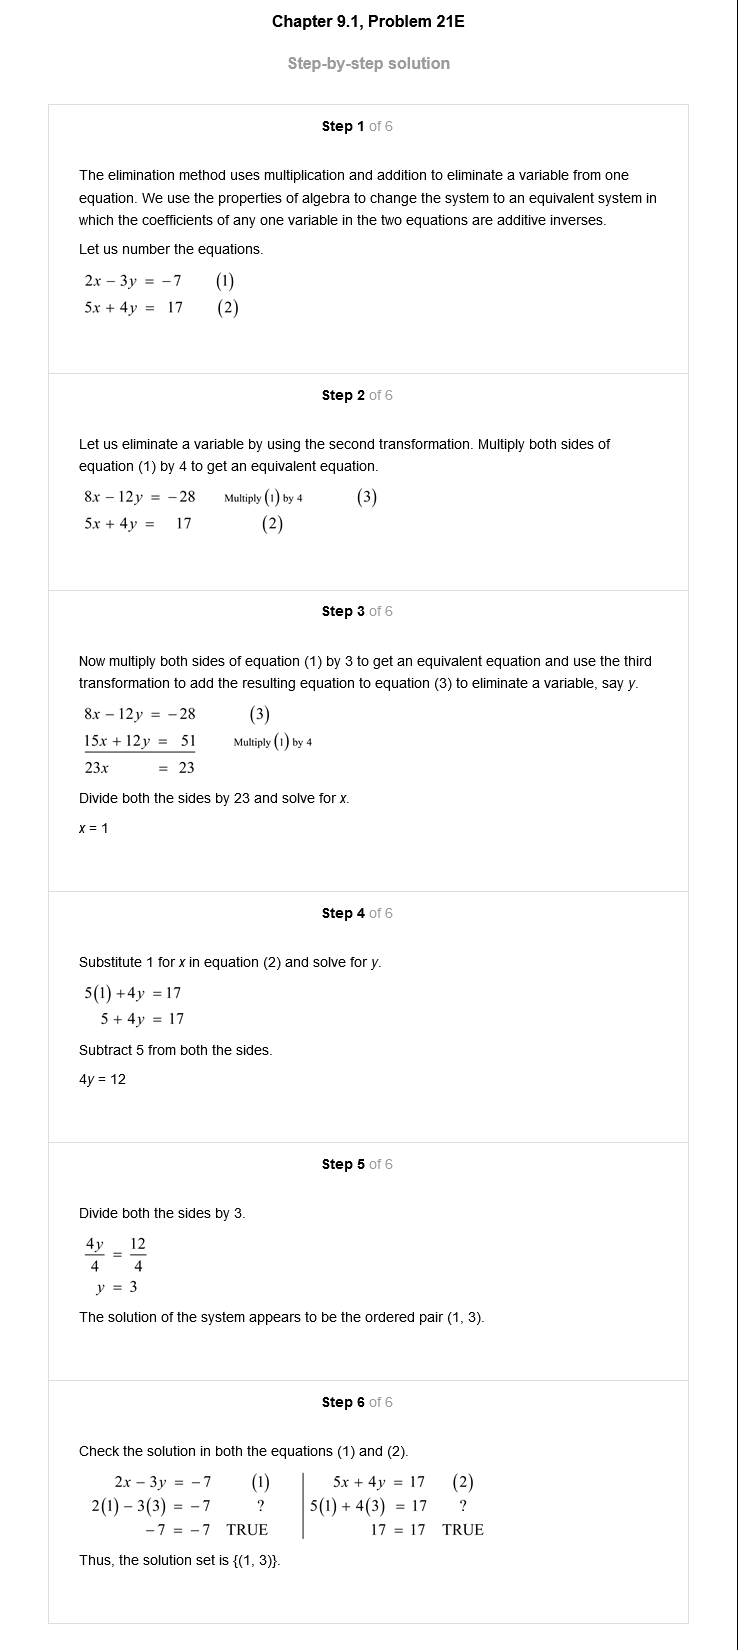 Chapter 9.1, Problem 21E
Step-by-step solution
Step 1 of 6
The elimination method uses multiplication and addition to eliminate a variable from one
equation. We use the properties of algebra to change the system to an equivalent system in
which the coefficients of any one variable in the two equations are additive inverses.
Let us number the equations.
2x − 3y = −7 (1)
5x + 4y = 17 (2)
Step 2 of 6
Let us eliminate a variable by using the second transformation. Multiply both sides of
equation (1) by 4 to get an equivalent equation.
8x − 12y = −28 Multiply (1) by 4 (3)
5x + 4y = 17 (2)
Step 3 of 6
Now multiply both sides of equation (1) by 3 to get an equivalent equation and use the third
transformation to add the resulting equation to equation (3) to eliminate a variable, say y.
8x − 12y = −28 (3)
15x + 12y = 51 Multiply (1) by 4
23x = 23
Divide both the sides by 23 and solve for x.
x = 1
Step 4 of 6
Substitute 1 for x in equation (2) and solve for y.
5(1) + 4y = 17
5 + 4y = 17
Subtract 5 from both the sides.
4y = 12
Step 5 of 6
Divide both the sides by 3.
4y/4 = 12/4
y = 3
The solution of the system appears to be the ordered pair (1, 3).
Step 6 of 6
Check the solution in both the equations (1) and (2).
2x − 3y = −7 (1) | 5x + 4y = 17 (2)
2(1) − 3(3) = −7 ? | 5(1) + 4(3) = 17 ?
−7 = −7 TRUE | 17 = 17 TRUE
Thus, the solution set is {(1, 3)}.